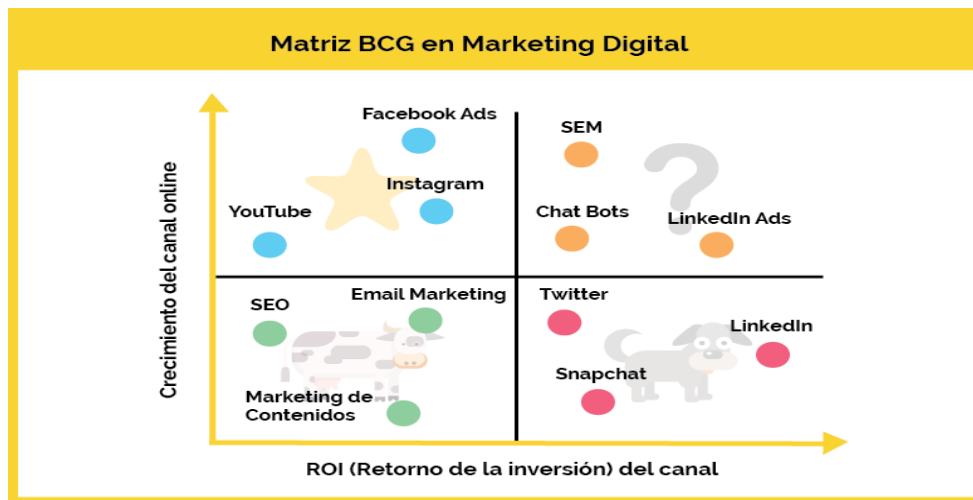 Matriz BCG en Marketing Digital
Crecimiento del canal online
Facebook Ads
Instagram
YouTube
SEM
Chat Bots
LinkedIn Ads
SEO
Email Marketing
Marketing de
Contenidos
Twitter
LinkedIn
Snapchat
ROI (Retorno de la inversión) del canal